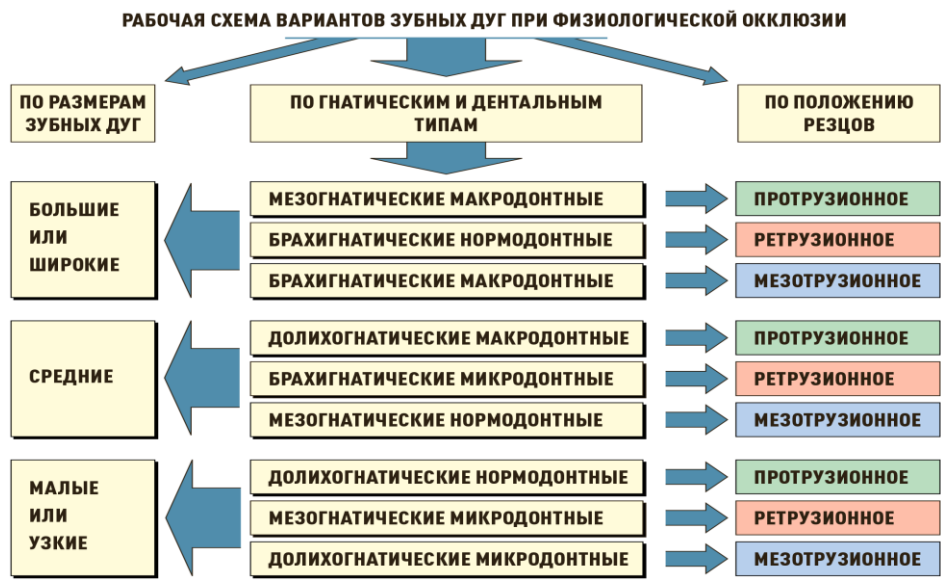 РАБОЧАЯ СХЕМА ВАРИАНТОВ ЗУБНЫХ ДУГ ПРИ ФИЗИОЛОГИЧЕСКОЙ ОККЛЮЗИИ
ПО РАЗМЕРАМ
ЗУБНЫХ ДУГ
ПО ГНАТИЧЕСКИМ И ДЕНТАЛЬНЫМ
ТИПАМ
ПО ПОЛОЖЕНИЮ
РЕЗЦОВ
БОЛЬШИЕ
ИЛИ
ШИРОКИЕ
МЕЗОГНАТИЧЕСКИЕ МАКРОДОНТНЫЕ
ПРОТРУЗИОННОЕ
БРАХИГНАТИЧЕСКИЕ НОРМОДОНТНЫЕ
РЕТРУЗИОННОЕ
БРАХИГНАТИЧЕСКИЕ МАКРОДОНТНЫЕ
МЕЗОТРУЗИОННОЕ
СРЕДНИЕ
ДОЛИХОГНАТИЧЕСКИЕ МАКРОДОНТНЫЕ
ПРОТРУЗИОННОЕ
БРАХИГНАТИЧЕСКИЕ МИКРОДОНТНЫЕ
РЕТРУЗИОННОЕ
МЕЗОГНАТИЧЕСКИЕ НОРМОДОНТНЫЕ
МЕЗОТРУЗИОННОЕ
МАЛЫЕ
ИЛИ
УЗКИЕ
ДОЛИХОГНАТИЧЕСКИЕ НОРМОДОНТНЫЕ
ПРОТРУЗИОННОЕ
МЕЗОГНАТИЧЕСКИЕ МИКРОДОНТНЫЕ
РЕТРУЗИОННОЕ
ДОЛИХОГНАТИЧЕСКИЕ МИКРОДОНТНЫЕ
МЕЗОТРУЗИОННОЕ